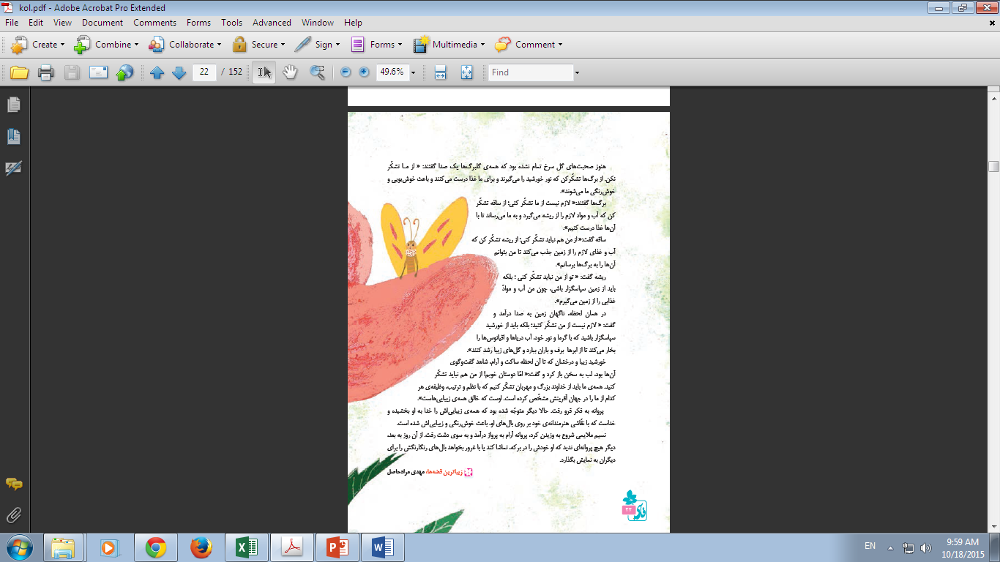 kol.pdf - Adobe Acrobat Pro Extended
File Edit View Document Comments Forms Tools Advanced Window Help
Create Combine Collaborate Secure Sign Forms Multimedia Comment
22 / 152 49.6% Find
هنوز صحبت‌های گل سرخ تمام نشده بود که همه‌ی گلبرگ‌ها یک صدا گفتند: « از مـا تشکّر
نکن. از برگ‌ها تشکّر کن که نور خورشید را می‌گیرند و برای ما غذا درست می‌کنند و باعث خوش‌بویی و
خوش‌رنگی ما می‌شوند».
برگ‌ها گفتند:« لازم نیست از ما تشکّر کنی؛ از ساقه تشکّر
کن که آب و مواد لازم را از ریشه می‌گیرد و به ما می‌رساند تا با
آن‌ها غذا درست کنیم».
ساقه گفت:« از من هم نباید تشکّر کنی؛ از ریشه تشکّر کن که
آب و غذای لازم را از زمین جذب می‌کند تا من بتوانم
آن‌ها را به برگ‌ها برسانم».
ریشه گفت: « تو از من نباید تشکّر کنی ؛ بلکه
باید از زمین سپاسگزار باشی، چون من آب و موادّ
غذایی را از زمین می‌گیرم».
در همان لحظه، ناگهان زمین به صدا درآمد و
گفت: « لازم نیست از من تشکّر کنید؛ بلکه باید از خورشید
سپاسگزار باشید که با گرما و نور خود، آب دریاها و اقیانوس‌ها را
بخار می‌کند تا از ابرها برف و باران ببارد و گل‌های زیبا رشد کنند».
خورشید زیبا و درخشان که تا آن لحظه ساکت و آرام، شاهد گفت‌وگوی
آن‌ها بود، لب به سخن باز کرد و گفت:« امّا دوستان خوبم! از من هم نباید تشکّر
کنید. همه‌ی ما باید از خداوند بزرگ و مهربان تشکّر کنیم که با نظم و ترتیب، وظیفه‌ی هر
کدام از ما را در جهان آفرینش مشخّص کرده است. اوست که خالق همه‌ی زیبایی‌هاست».
پروانه به فکر فرو رفت. حالا دیگر متوجّه شده بود که همه‌ی زیبایی‌اش را خدا به او بخشیده و
خداست که با نقّاشی هنرمندانه‌ی خود بر روی بال‌های او، باعث خوش‌رنگی و زیبایی‌اش شده است.
نسیم ملایمی شروع به وزیدن کرد، پروانه آرام به پرواز درآمد و به سوی دشت رفت. از آن روز به بعد،
دیگر هیچ پروانه‌ای ندید که او خودش را در برکه، تماشا کند یا با غرور بخواهد بال‌های رنگارنگش را برای
دیگران به نمایش بگذارد.
زیباترین قصّه‌ها، مهدی مرادحاصل
۲۲
فارسی
EN 9:59 AM
10/18/2015